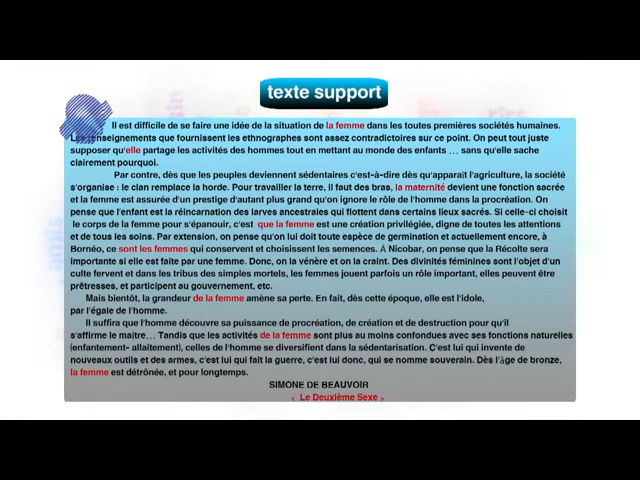 texte support
Il est difficile de se faire une idée de la situation de la femme dans les toutes premières sociétés humaines.
Les renseignements que fournissent les ethnographes sont assez contradictoires sur ce point. On peut tout juste
supposer qu'elle partage les activités des hommes tout en mettant au monde des enfants ... sans qu'elle sache
clairement pourquoi.
Par contre, dès que les peuples deviennent sédentaires c'est-à-dire dès qu'apparaît l'agriculture, la société
s'organise : le clan remplace la horde. Pour travailler la terre, il faut des bras, la maternité devient une fonction sacrée
et la femme est assurée d'un prestige d'autant plus grand qu'on ignore le rôle de l'homme dans la procréation. On
pense que l'enfant est la réincarnation des larves ancestrales qui flottent dans certains lieux sacrés. Si celle-ci choisit
le corps de la femme pour s'épanouir, c'est que la femme est une création privilégiée, digne de toutes les attentions
et de tous les soins. Par extension, on pense qu'on lui doit toute espèce de germination et actuellement encore, à
Bornéo, ce sont les femmes qui conservent et choisissent les semences. À Nicobar, on pense que la Récolte sera
importante si elle est faite par une femme. Donc, on la vénère et on la craint. Des divinités féminines sont l'objet d'un
culte fervent et dans les tribus des simples mortels, les femmes jouent parfois un rôle important, elles peuvent être
prêtresses, et participent au gouvernement, etc.
Mais bientôt, la grandeur de la femme amène sa perte. En fait, dès cette époque, elle est l'idole,
par l'égale de l'homme.
Il suffira que l'homme découvre sa puissance de procréation, de création et de destruction pour qu'il
s'affirme le maître... Tandis que les activités de la femme sont plus au moins confondues avec ses fonctions naturelles
(enfantement- allaitement), celles de l'homme se diversifient dans la sédentarisation. C'est lui qui invente de
nouveaux outils et des armes, c'est lui qui fait la guerre, c'est lui donc, qui se nomme souverain. Dès l'âge de bronze,
la femme est détrônée, et pour longtemps.
SIMONE DE BEAUVOIR
« Le Deuxième Sexe »